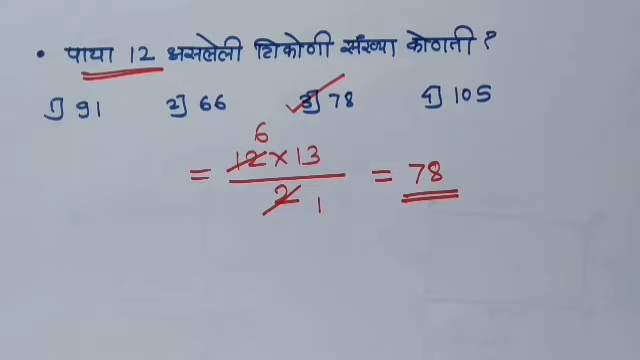 • पाया 12 असलेली त्रिकोणी संख्या कोणती ?
1] 91 2] 66 3] 78 4] 105
6
= 12 × 13 = 78
2 1